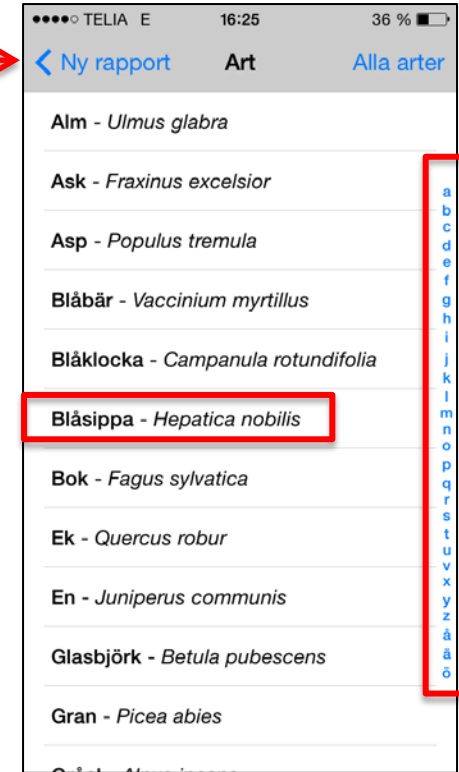 TELIA E 16:25 36 %
Ny rapport Art Alla arter
Alm - Ulmus glabra
Ask - Fraxinus excelsior
Asp - Populus tremula
Blåbär - Vaccinium myrtillus
Blåklocka - Campanula rotundifolia
Blåsippa - Hepatica nobilis
Bok - Fagus sylvatica
Ek - Quercus robur
En - Juniperus communis
Glasbjörk - Betula pubescens
Gran - Picea abies
a
b
c
d
e
f
g
h
i
j
k
l
m
n
o
p
q
r
s
t
u
v
x
y
z
å
ä
ö